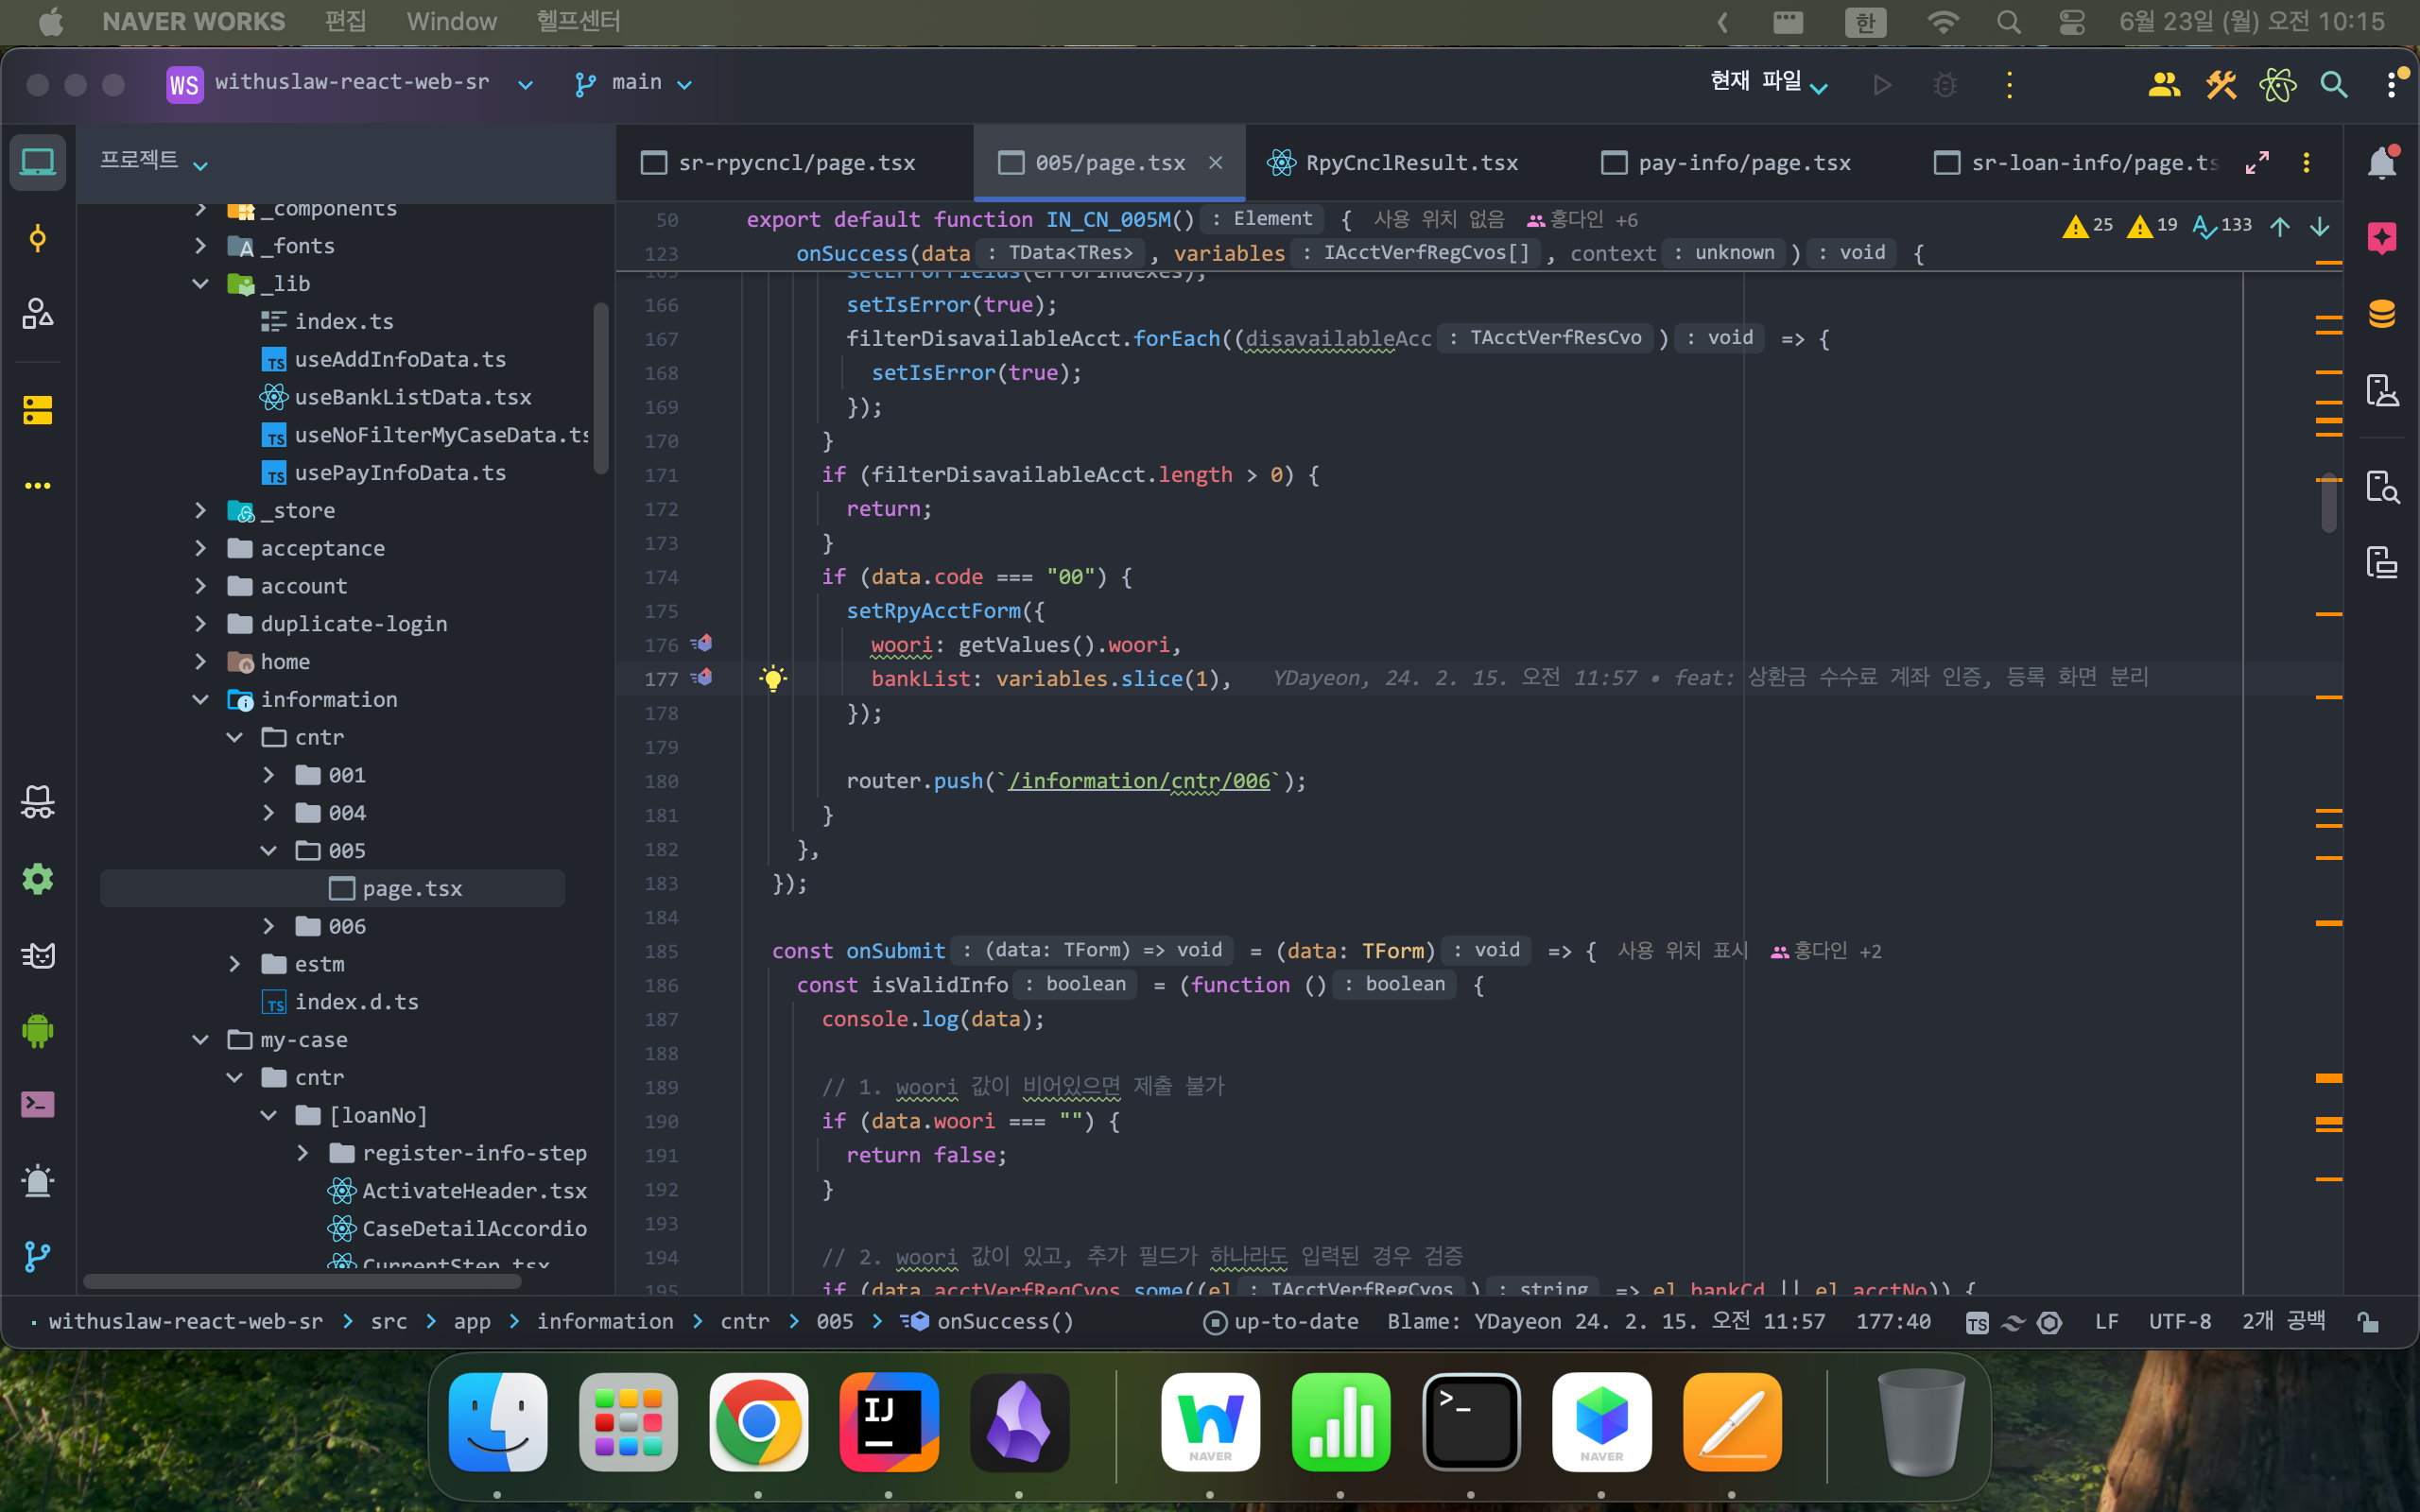 NAVER WORKS 편집 Window 헬프센터 한 6월 23일 (월) 오전 10:15
WS withuslaw-react-web-sr main 현재 파일
프로젝트
sr-rpycncl/page.tsx 005/page.tsx RpyCnclResult.tsx pay-info/page.tsx sr-loan-info/page.ts
_components
_fonts
_lib
index.ts
TS useAddInfoData.ts
useBankListData.tsx
TS useNoFilterMyCaseData.ts
TS usePayInfoData.ts
_store
acceptance
account
duplicate-login
home
information
cntr
001
004
005
page.tsx
006
estm
TS index.d.ts
my-case
cntr
[loanNo]
register-info-step
ActivateHeader.tsx
CaseDetailAccordio
CurrentStep.tsx
50 export default function IN_CN_005M() : Element { 사용 위치 없음 홍다인 +6
25 19 133
123 onSuccess(data : TData<TRes> , variables : IAcctVerfRegCvos[] , context : unknown ) : void {
165 setErrorFields(errorIndexes);
166 setIsError(true);
167 filterDisavailableAcct.forEach((disavailableAcc : TAcctVerfResCvo ) : void => {
168 setIsError(true);
169 });
170 }
171 if (filterDisavailableAcct.length > 0) {
172 return;
173 }
174 if (data.code === "00") {
175 setRpyAcctForm({
176 woori: getValues().woori,
177 bankList: variables.slice(1), YDayeon, 24. 2. 15. 오전 11:57 • feat: 상환금 수수료 계좌 인증, 등록 화면 분리
178 });
179
180 router.push(`/information/cntr/006`);
181 }
182 },
183 });
184
185 const onSubmit : (data: TForm) => void = (data: TForm) : void => { 사용 위치 표시 홍다인 +2
186 const isValidInfo : boolean = (function () : boolean {
187 console.log(data);
188
189 // 1. woori 값이 비어있으면 제출 불가
190 if (data.woori === "") {
191 return false;
192 }
193
194 // 2. woori 값이 있고, 추가 필드가 하나라도 입력된 경우 검증
195 if (data.acctVerfRegCvos.some((el : IAcctVerfRegCvos ) : string => el.bankCd || el.acctNo)) {
withuslaw-react-web-sr src app information cntr 005 onSuccess() up-to-date Blame: YDayeon 24. 2. 15. 오전 11:57 177:40 TS LF UTF-8 2개 공백
IJ NAVER >_ NAVER